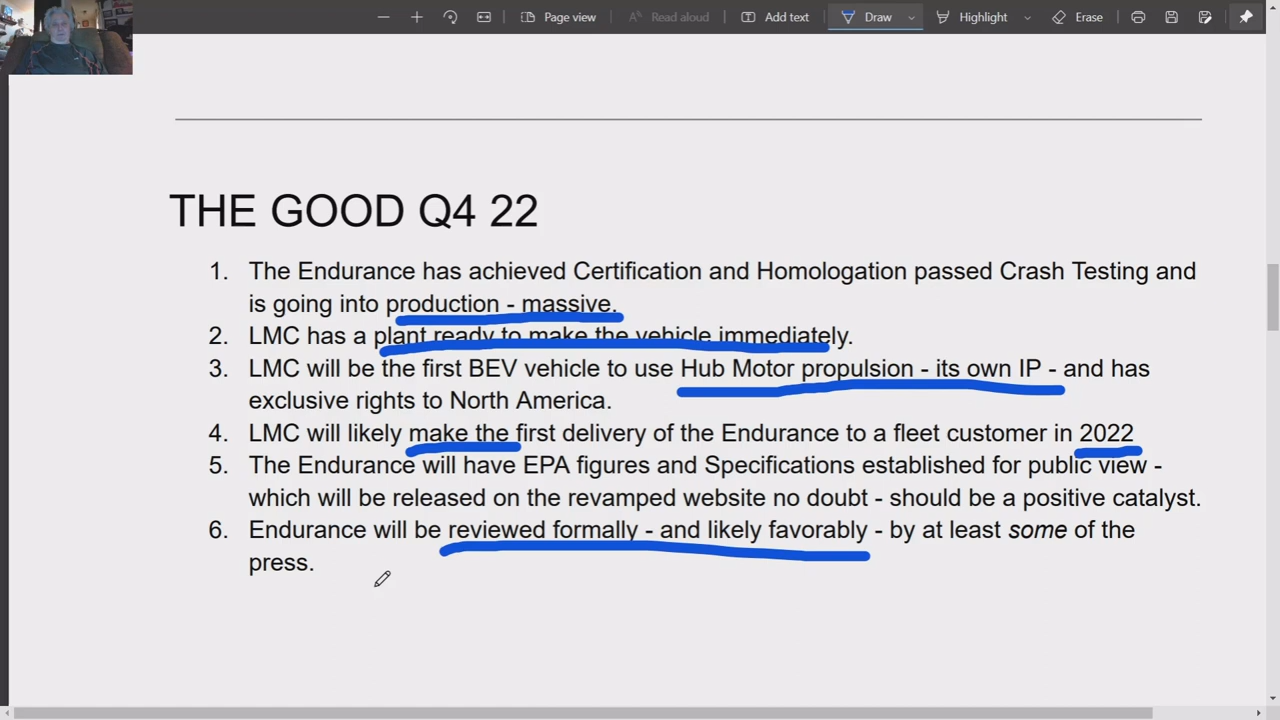 Page view
Read aloud
Add text
Draw
Highlight
Erase
THE GOOD Q4 22
1. The Endurance has achieved Certification and Homologation passed Crash Testing and
is going into production - massive.
2. LMC has a plant ready to make the vehicle immediately.
3. LMC will be the first BEV vehicle to use Hub Motor propulsion - its own IP - and has
exclusive rights to North America.
4. LMC will likely make the first delivery of the Endurance to a fleet customer in 2022
5. The Endurance will have EPA figures and Specifications established for public view -
which will be released on the revamped website no doubt - should be a positive catalyst.
6. Endurance will be reviewed formally - and likely favorably - by at least some of the
press.